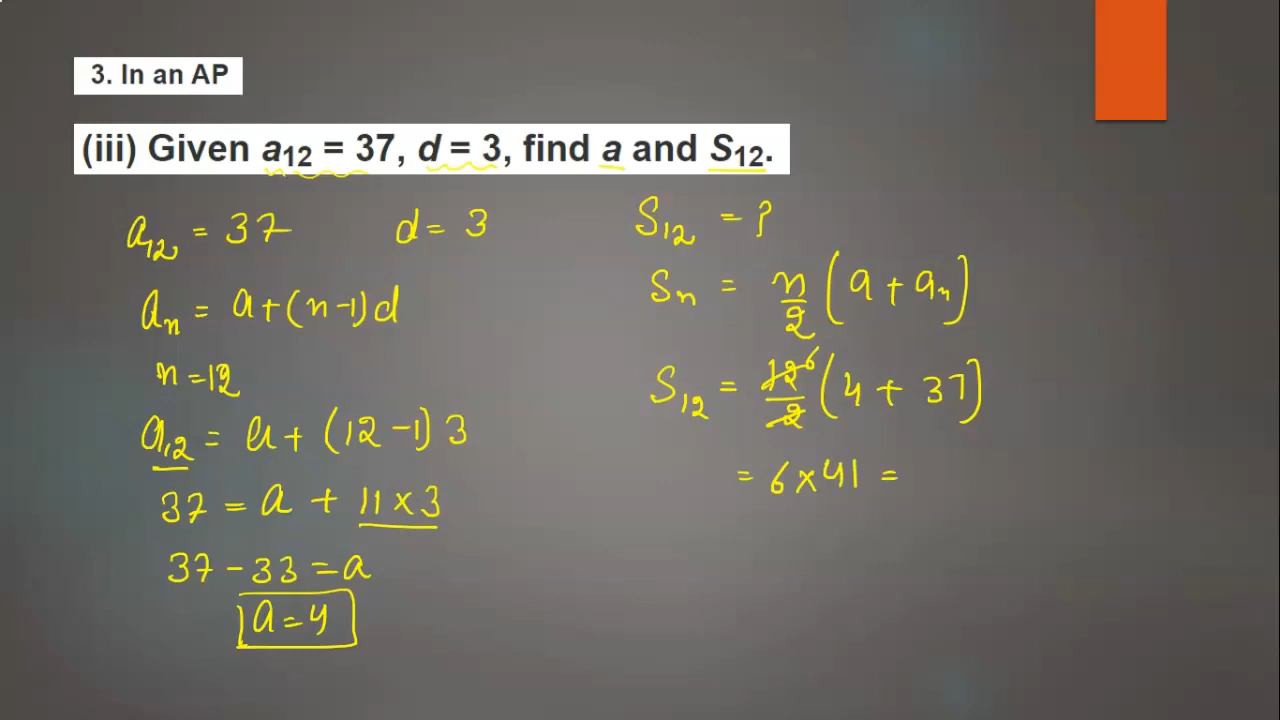 3. In an AP
(iii) Given a₁₂ = 37, d = 3, find a and S₁₂.
a₁₂ = 37 d = 3
aₙ = a + (n - 1)d
n = 12
a₁₂ = a + (12 - 1) 3
37 = a + 11 × 3
37 - 33 = a
a = 4
S₁₂ = ?
Sₙ = n/2 (a + aₙ)
S₁₂ = 12/2 6 (4 + 37)
= 6 × 41 =